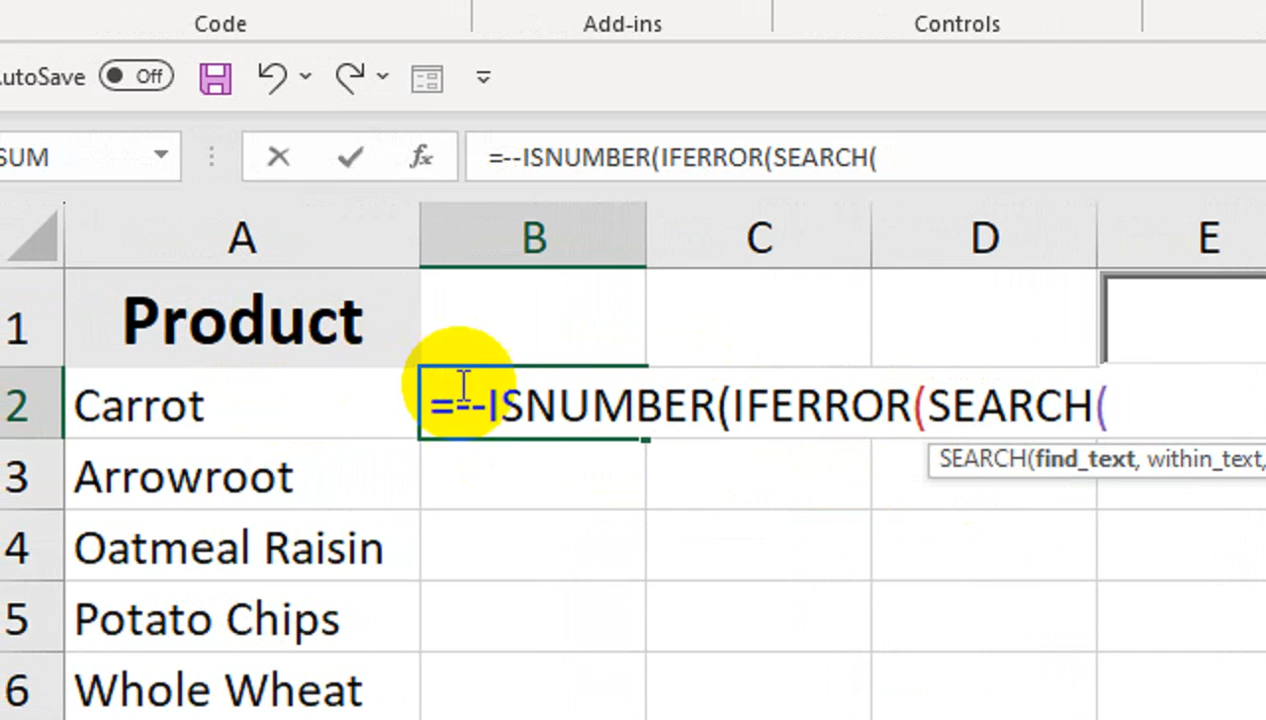 Code Add-ins Controls
utoSave Off
SUM =--ISNUMBER(IFERROR(SEARCH(
A B C D E
1 Product
2 Carrot =--ISNUMBER(IFERROR(SEARCH(
SEARCH(find_text, within_text,
3 Arrowroot
4 Oatmeal Raisin
5 Potato Chips
6 Whole Wheat